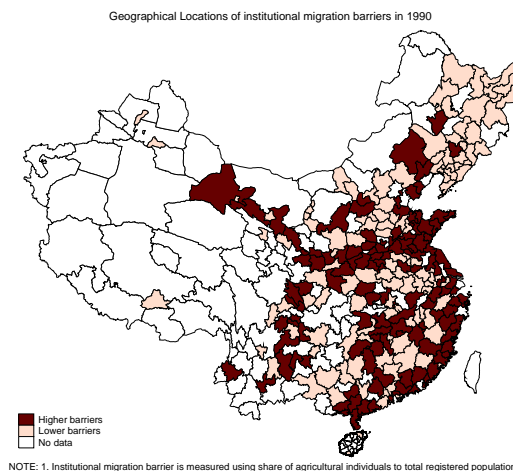 Geographical Locations of institutional migration barriers in 1990
Higher barriers
Lower barriers
No data
NOTE: 1. Institutional migration barrier is measured using share of agricultural individuals to total registered population